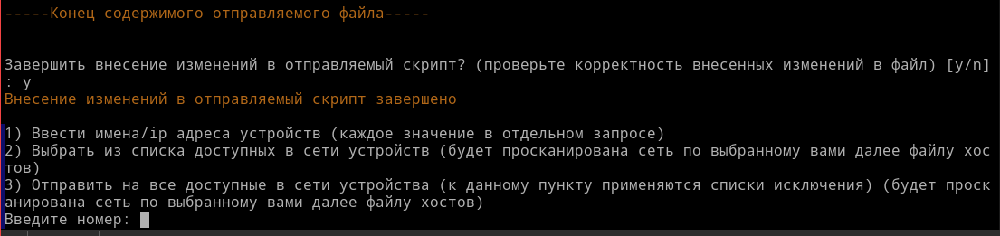 -----Конец содержимого отправляемого файла-----
Завершить внесение изменений в отправляемый скрипт? (проверьте корректность внесенных изменений в файл) [y/n]
: y
Внесение изменений в отправляемый скрипт завершено
1) Ввести имена/ip адреса устройств (каждое значение в отдельном запросе)
2) Выбрать из списка доступных в сети устройств (будет просканирована сеть по выбранному вами далее файлу хос
тов)
3) Отправить на все доступные в сети устройства (к данному пункту применяются списки исключения) (будет проск
анирована сеть по выбранному вами далее файлу хостов)
Введите номер: